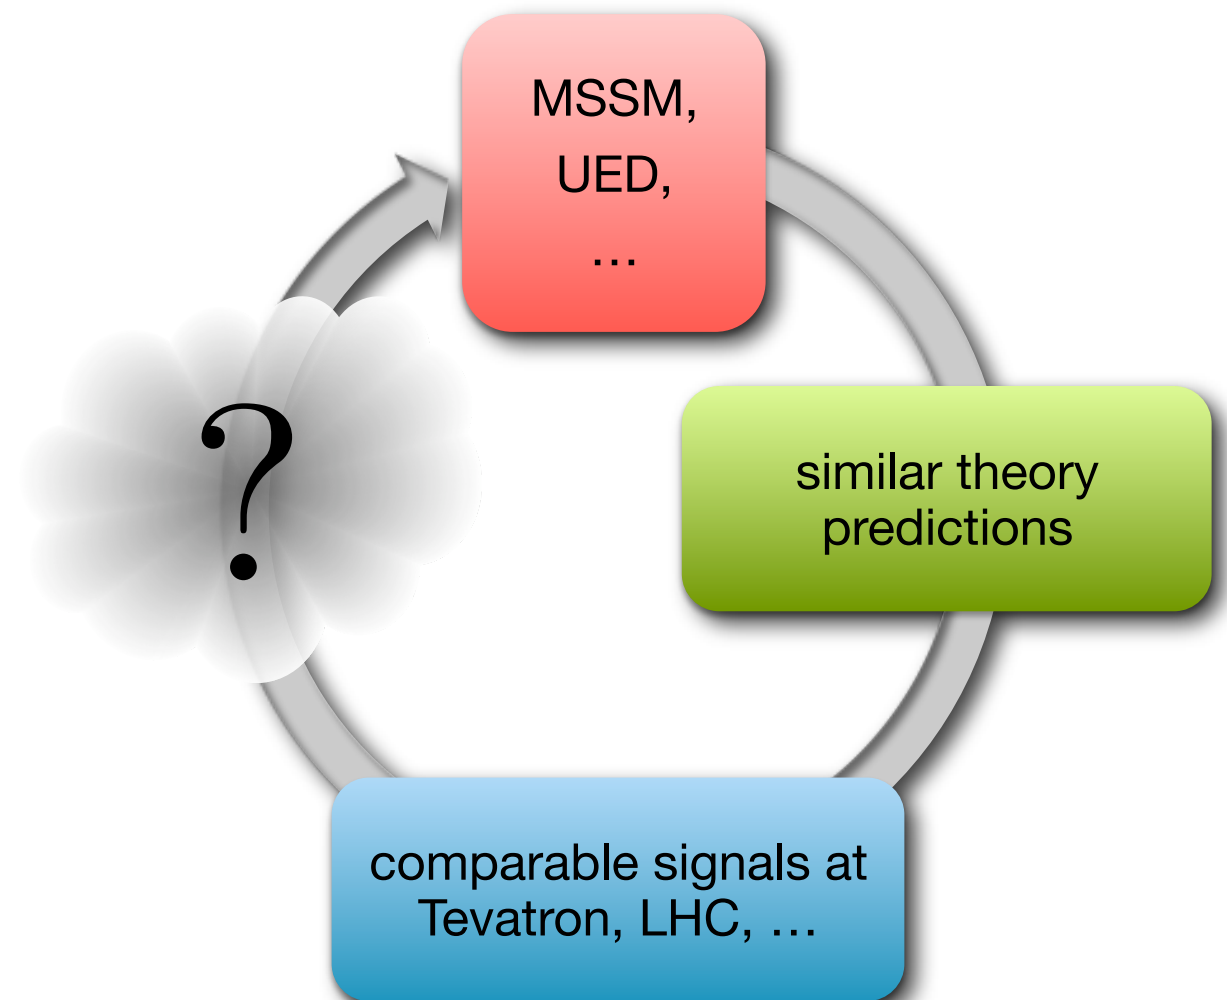 MSSM,
UED,
…
similar theory
predictions
?
comparable signals at
Tevatron, LHC, …